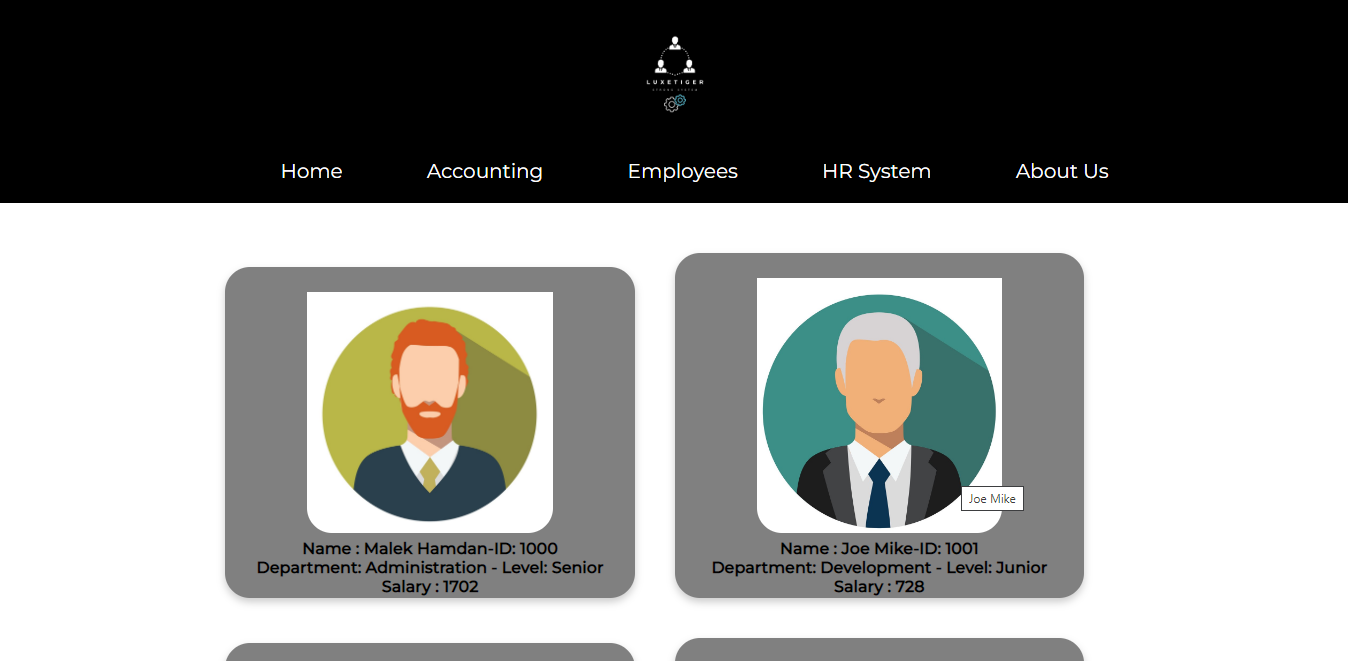 LUXETIGER
Home
Accounting
Employees
HR System
About Us
Name : Malek Hamdan-ID: 1000
Department: Administration - Level: Senior
Salary : 1702
Joe Mike
Name : Joe Mike-ID: 1001
Department: Development - Level: Junior
Salary : 728